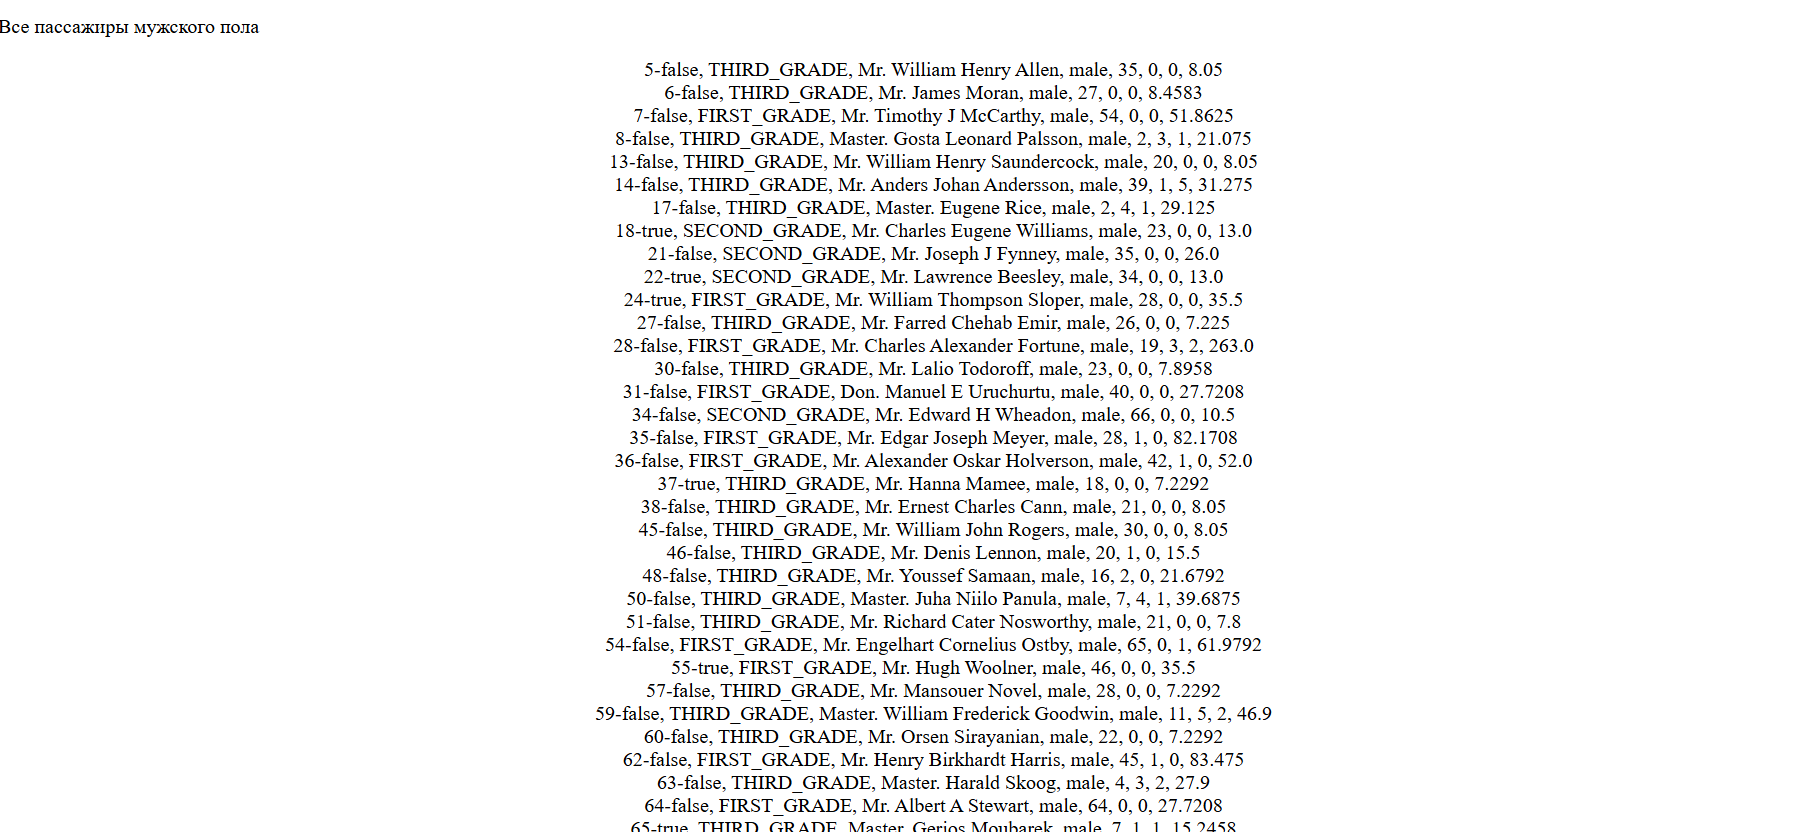 Все пассажиры мужского пола
5-false, THIRD_GRADE, Mr. William Henry Allen, male, 35, 0, 0, 8.05
6-false, THIRD_GRADE, Mr. James Moran, male, 27, 0, 0, 8.4583
7-false, FIRST_GRADE, Mr. Timothy J McCarthy, male, 54, 0, 0, 51.8625
8-false, THIRD_GRADE, Master. Gosta Leonard Palsson, male, 2, 3, 1, 21.075
13-false, THIRD_GRADE, Mr. William Henry Saundercock, male, 20, 0, 0, 8.05
14-false, THIRD_GRADE, Mr. Anders Johan Andersson, male, 39, 1, 5, 31.275
17-false, THIRD_GRADE, Master. Eugene Rice, male, 2, 4, 1, 29.125
18-true, SECOND_GRADE, Mr. Charles Eugene Williams, male, 23, 0, 0, 13.0
21-false, SECOND_GRADE, Mr. Joseph J Fynney, male, 35, 0, 0, 26.0
22-true, SECOND_GRADE, Mr. Lawrence Beesley, male, 34, 0, 0, 13.0
24-true, FIRST_GRADE, Mr. William Thompson Sloper, male, 28, 0, 0, 35.5
27-false, THIRD_GRADE, Mr. Farred Chehab Emir, male, 26, 0, 0, 7.225
28-false, FIRST_GRADE, Mr. Charles Alexander Fortune, male, 19, 3, 2, 263.0
30-false, THIRD_GRADE, Mr. Lalio Todoroff, male, 23, 0, 0, 7.8958
31-false, FIRST_GRADE, Don. Manuel E Uruchurtu, male, 40, 0, 0, 27.7208
34-false, SECOND_GRADE, Mr. Edward H Wheadon, male, 66, 0, 0, 10.5
35-false, FIRST_GRADE, Mr. Edgar Joseph Meyer, male, 28, 1, 0, 82.1708
36-false, FIRST_GRADE, Mr. Alexander Oskar Holverson, male, 42, 1, 0, 52.0
37-true, THIRD_GRADE, Mr. Hanna Mamee, male, 18, 0, 0, 7.2292
38-false, THIRD_GRADE, Mr. Ernest Charles Cann, male, 21, 0, 0, 8.05
45-false, THIRD_GRADE, Mr. William John Rogers, male, 30, 0, 0, 8.05
46-false, THIRD_GRADE, Mr. Denis Lennon, male, 20, 1, 0, 15.5
48-false, THIRD_GRADE, Mr. Youssef Samaan, male, 16, 2, 0, 21.6792
50-false, THIRD_GRADE, Master. Juha Niilo Panula, male, 7, 4, 1, 39.6875
51-false, THIRD_GRADE, Mr. Richard Cater Nosworthy, male, 21, 0, 0, 7.8
54-false, FIRST_GRADE, Mr. Engelhart Cornelius Ostby, male, 65, 0, 1, 61.9792
55-true, FIRST_GRADE, Mr. Hugh Woolner, male, 46, 0, 0, 35.5
57-false, THIRD_GRADE, Mr. Mansouer Novel, male, 28, 0, 0, 7.2292
59-false, THIRD_GRADE, Master. William Frederick Goodwin, male, 11, 5, 2, 46.9
60-false, THIRD_GRADE, Mr. Orsen Sirayanian, male, 22, 0, 0, 7.2292
62-false, FIRST_GRADE, Mr. Henry Birkhardt Harris, male, 45, 1, 0, 83.475
63-false, THIRD_GRADE, Master. Harald Skoog, male, 4, 3, 2, 27.9
64-false, FIRST_GRADE, Mr. Albert A Stewart, male, 64, 0, 0, 27.7208
65-true, THIRD_GRADE, Master. Gerios Moubarek, male, 7, 1, 1, 15.2458